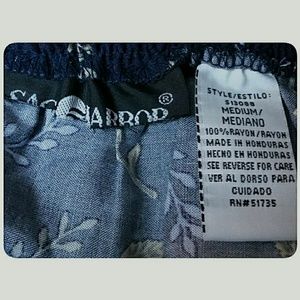 SAG HARBOR®
STYLE/ESTILO:
S13088
MEDIUM/
MEDIANO
100% RAYON/RAYON
MADE IN HONDURAS
HECHO EN HONDURAS
SEE REVERSE FOR CARE
VER AL DORSO PARA
CUIDADO
RN#51735